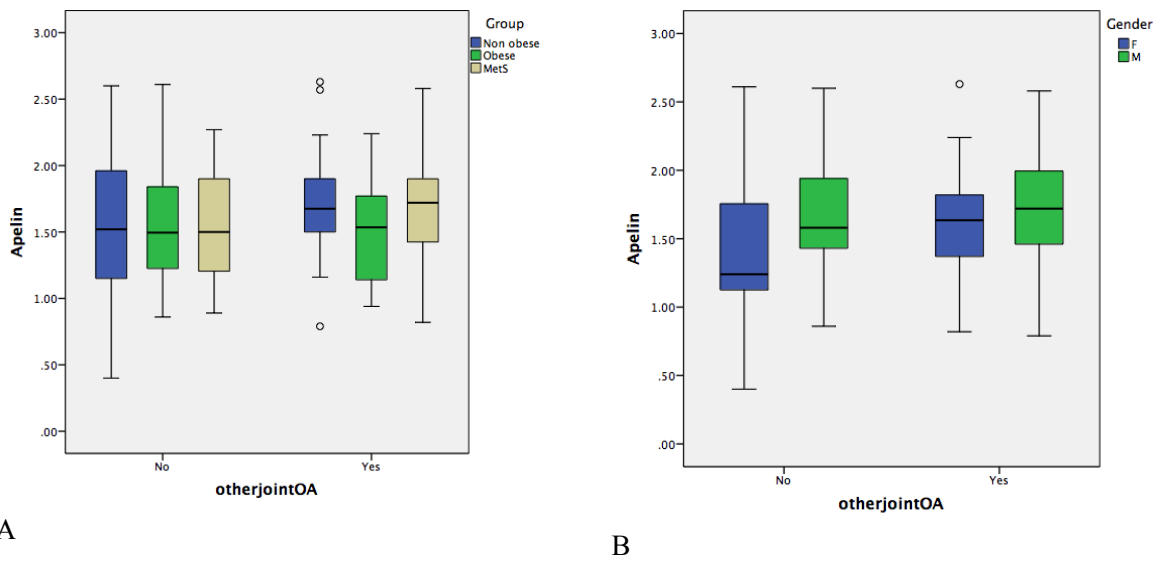 Group
Non obese
Obese
MetS
3.00
2.50
2.00
1.50
1.00
.50
.00
Apelin
No
Yes
otherjointOA
A
Gender
F
M
3.00
2.50
2.00
1.50
1.00
.50
.00
Apelin
No
Yes
otherjointOA
B